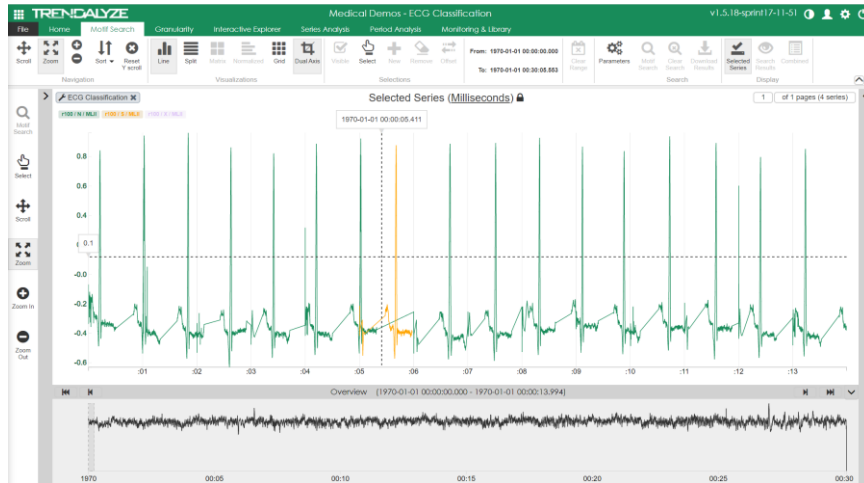 TRENDALYZE
Medical Demos - ECG Classification
v1.5.18-sprint17-11-51
File Home Motif Search Granularity Interactive Explorer Series Analysis Period Analysis Monitoring & Library
Scroll Zoom Sort Reset Y scroll Line Split Matrix Normalized Grid Dual Axis Visible Select New Remove Offset
From: 1970-01-01 00:00:00.000
To: 1970-01-01 00:30:05.553
Clear Range Parameters Motif Search Clear Search Download Results Selected Series Search Results Combined
Navigation Visualizations Selections Search Display
ECG Classification
Selected Series (Milliseconds)
1 of 1 pages (4 series)
r100 / N / MLII r100 / S / MLII
1970-01-01 00:00:05.411
Motif Search
Select
Scroll
Zoom
Zoom In
Zoom Out
0.8
0.6
0.4
0.1
-0.0
-0.2
-0.4
-0.6
:01 :02 :03 :04 :05 :06 :07 :08 :09 :10 :11 :12 :13
Overview [1970-01-01 00:00:00.000 - 1970-01-01 00:00:13.994]
1970 00:05 00:10 00:15 00:20 00:25 00:30